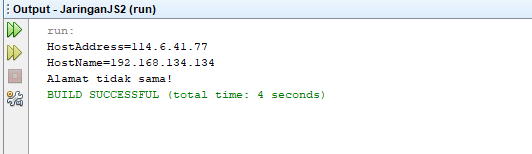 Output - JaringanJS2 (run)
run:
HostAddress=114.6.41.77
HostName=192.168.134.134
Alamat tidak sama!
BUILD SUCCESSFUL (total time: 4 seconds)